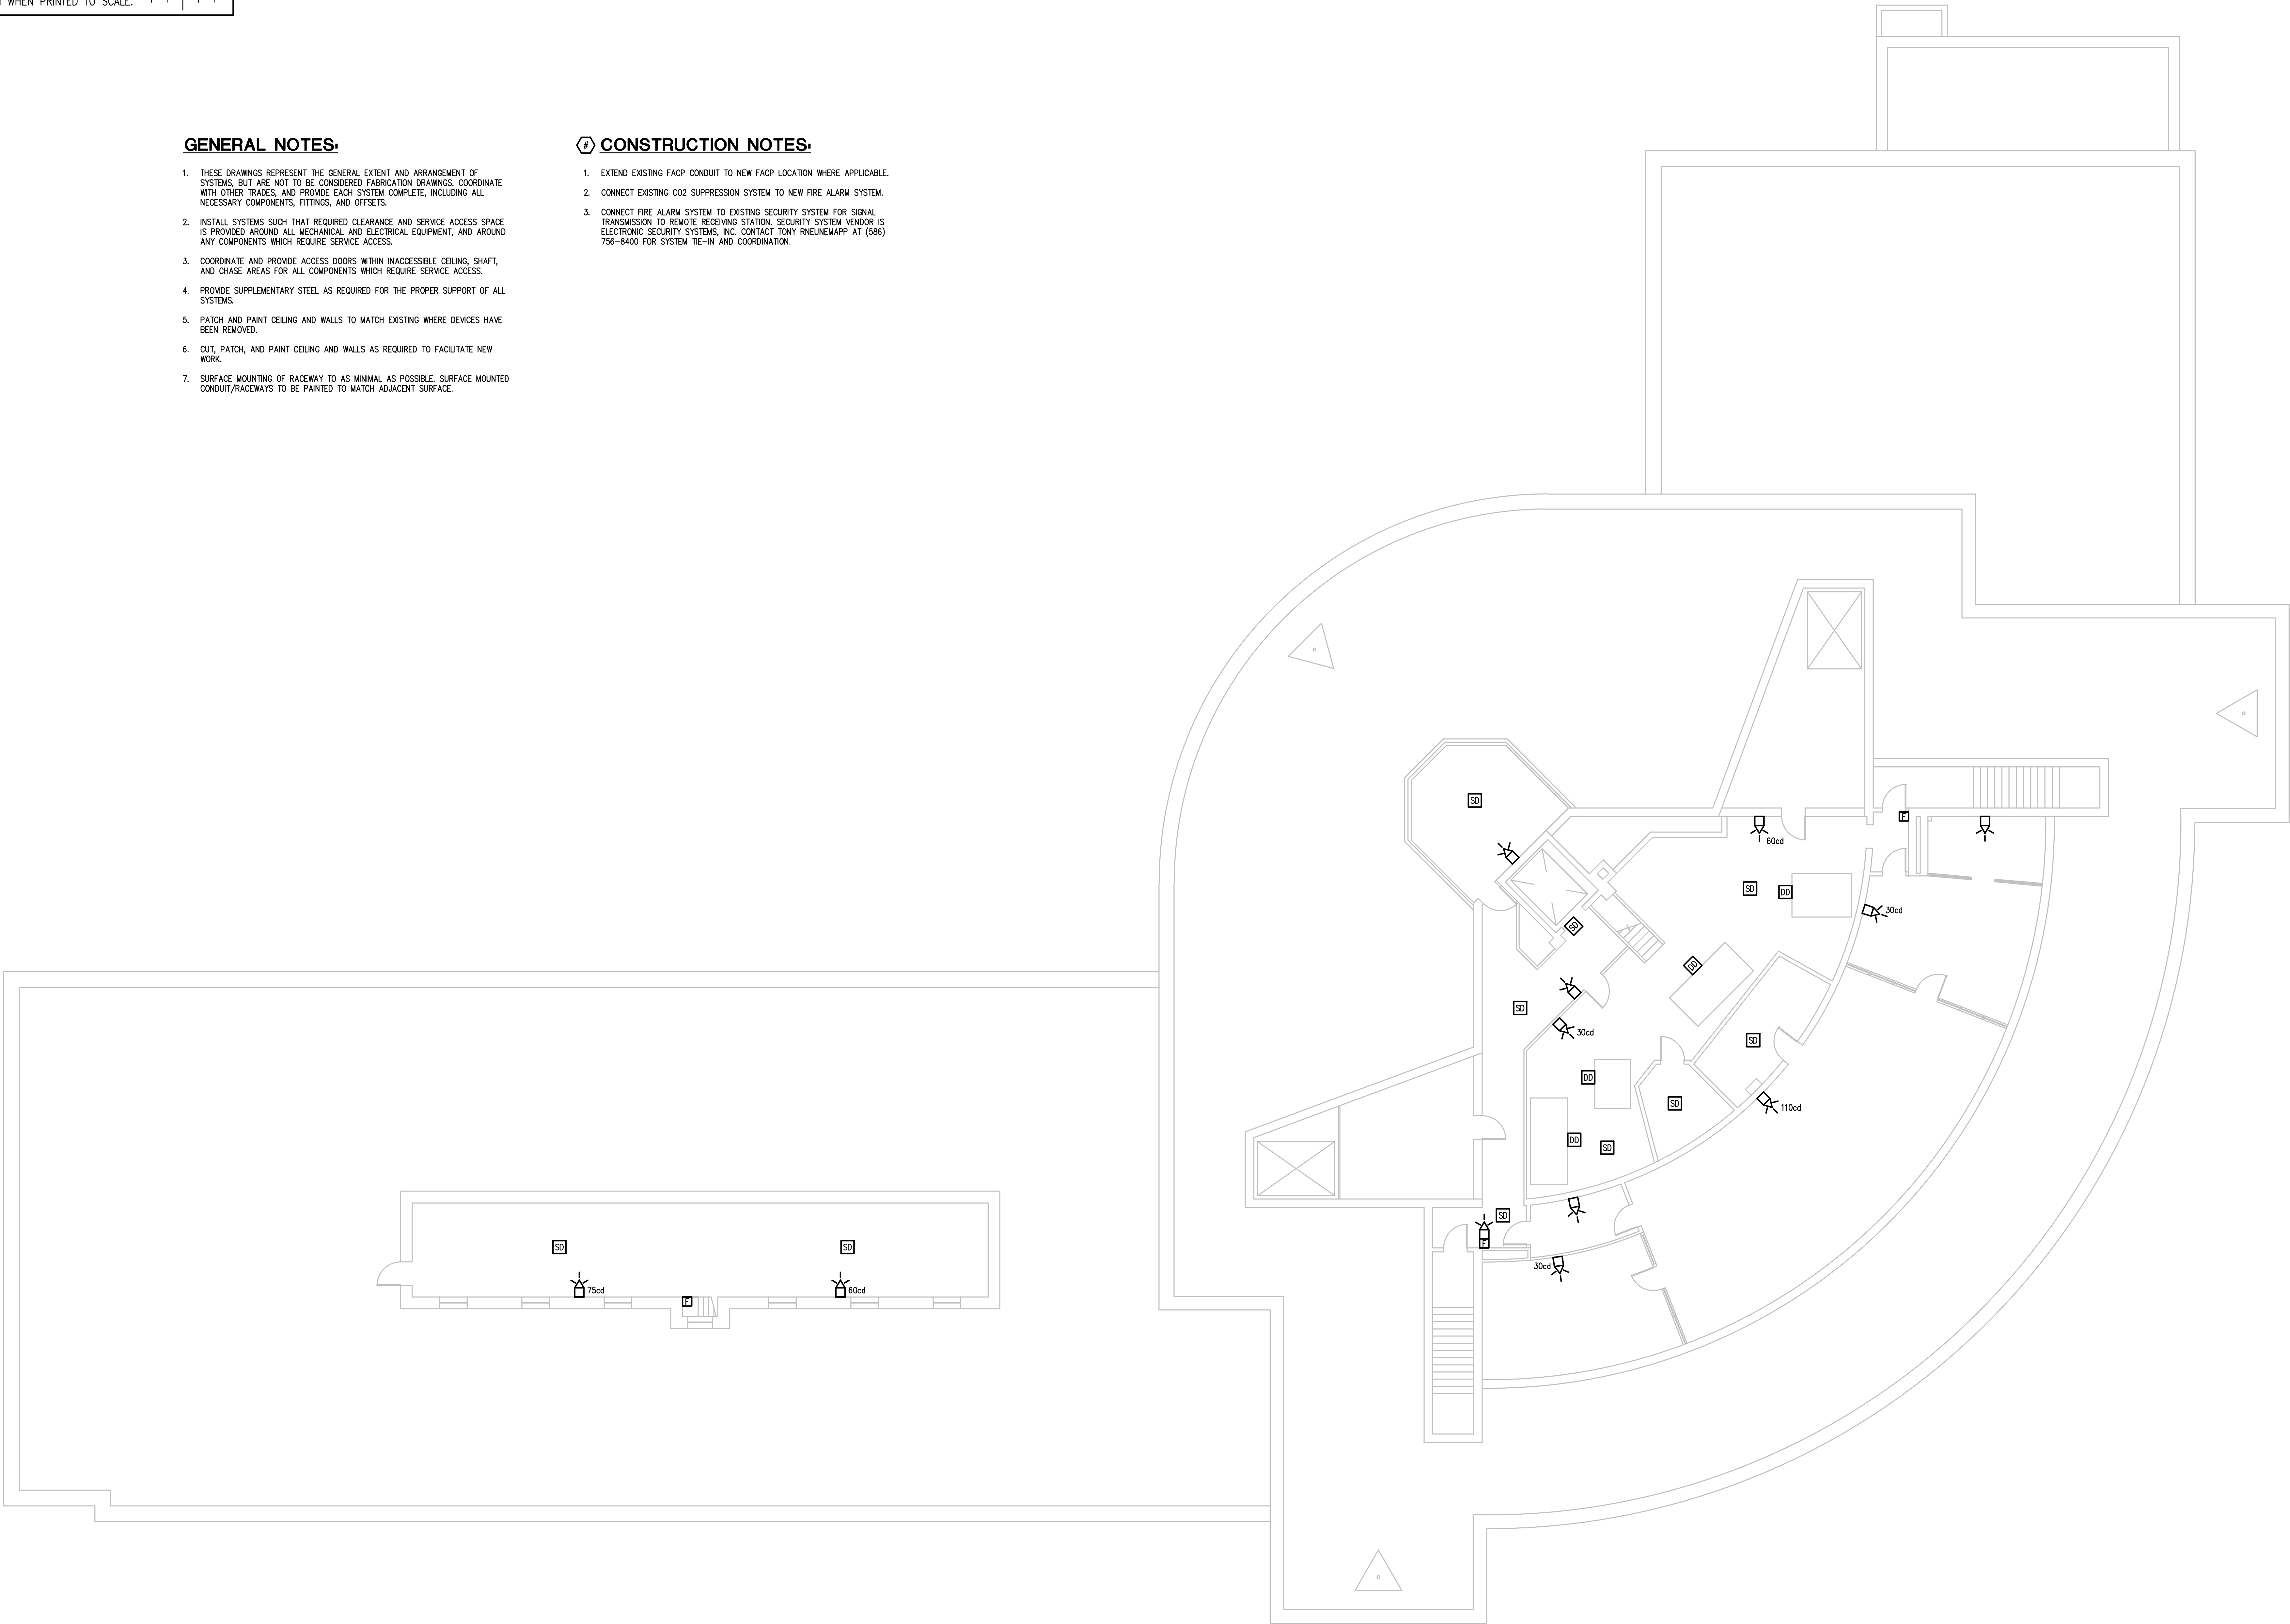 WHEN PRINTED TO SCALE.
GENERAL NOTES:
1. THESE DRAWINGS REPRESENT THE GENERAL EXTENT AND ARRANGEMENT OF
SYSTEMS, BUT ARE NOT TO BE CONSIDERED FABRICATION DRAWINGS. COORDINATE
WITH OTHER TRADES, AND PROVIDE EACH SYSTEM COMPLETE, INCLUDING ALL
NECESSARY COMPONENTS, FITTINGS, AND OFFSETS.
2. INSTALL SYSTEMS SUCH THAT REQUIRED CLEARANCE AND SERVICE ACCESS SPACE
IS PROVIDED AROUND ALL MECHANICAL AND ELECTRICAL EQUIPMENT, AND AROUND
ANY COMPONENTS WHICH REQUIRE SERVICE ACCESS.
3. COORDINATE AND PROVIDE ACCESS DOORS WITHIN INACCESSIBLE CEILING, SHAFT,
AND CHASE AREAS FOR ALL COMPONENTS WHICH REQUIRE SERVICE ACCESS.
4. PROVIDE SUPPLEMENTARY STEEL AS REQUIRED FOR THE PROPER SUPPORT OF ALL
SYSTEMS.
5. PATCH AND PAINT CEILING AND WALLS TO MATCH EXISTING WHERE DEVICES HAVE
BEEN REMOVED.
6. CUT, PATCH, AND PAINT CEILING AND WALLS AS REQUIRED TO FACILITATE NEW
WORK.
7. SURFACE MOUNTING OF RACEWAY TO AS MINIMAL AS POSSIBLE. SURFACE MOUNTED
CONDUIT/RACEWAYS TO BE PAINTED TO MATCH ADJACENT SURFACE.
# CONSTRUCTION NOTES:
1. EXTEND EXISTING FACP CONDUIT TO NEW FACP LOCATION WHERE APPLICABLE.
2. CONNECT EXISTING CO2 SUPPRESSION SYSTEM TO NEW FIRE ALARM SYSTEM.
3. CONNECT FIRE ALARM SYSTEM TO EXISTING SECURITY SYSTEM FOR SIGNAL
TRANSMISSION TO REMOTE RECEIVING STATION. SECURITY SYSTEM VENDOR IS
ELECTRONIC SECURITY SYSTEMS, INC. CONTACT TONY RNEUNEMAPP AT (586)
756-8400 FOR SYSTEM TIE-IN AND COORDINATION.
SD
F
60cd
SD
DD
30cd
SD
DD
SD
30cd
SD
DD
SD
110cd
DD
SD
SD
F
30cd
SD
SD
75cd
60cd
F